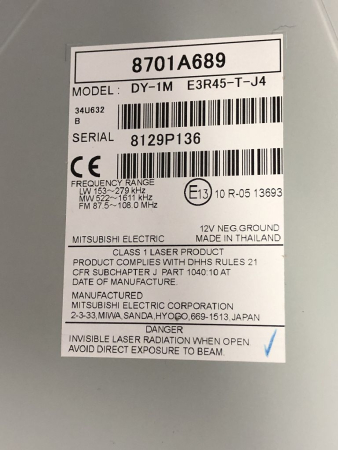 8701A689
MODEL: DY-1M E3R45-T-J4
34U632
B
SERIAL 8129P136
CE
FREQUENCY RANGE
LW 153~279 kHz
MW 522~1611 kHz
FM 87.5~108.0 MHz
E13 10 R-05 13693
12V NEG.GROUND
MITSUBISHI ELECTRIC MADE IN THAILAND
CLASS 1 LASER PRODUCT
PRODUCT COMPLIES WITH DHHS RULES 21
CFR SUBCHAPTER J PART 1040:10 AT
DATE OF MANUFACTURE.
MANUFACTURED
MITSUBISHI ELECTRIC CORPORATION
2-3-33,MIWA,SANDA,HYOGO,669-1513,JAPAN
DANGER
INVISIBLE LASER RADIATION WHEN OPEN
AVOID DIRECT EXPOSURE TO BEAM.